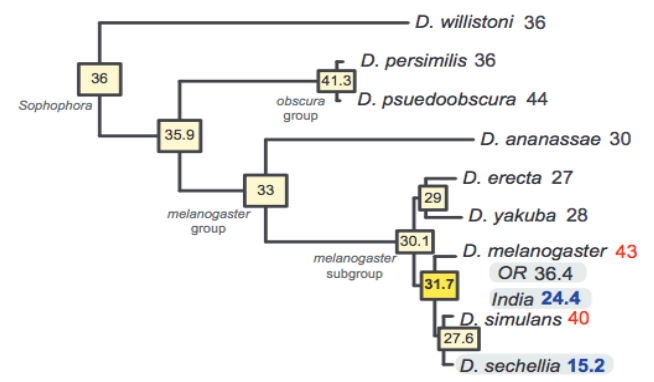 D. willistoni 36
36
Sophophora
D. persimilis 36
41.3
obscura
group
D. psuedoobscura 44
35.9
D. ananassae 30
33
melanogaster
group
D. erecta 27
29
D. yakuba 28
30.1
melanogaster
subgroup
D. melanogaster 43
OR 36.4
India 24.4
31.7
D. simulans 40
27.6
D. sechellia 15.2